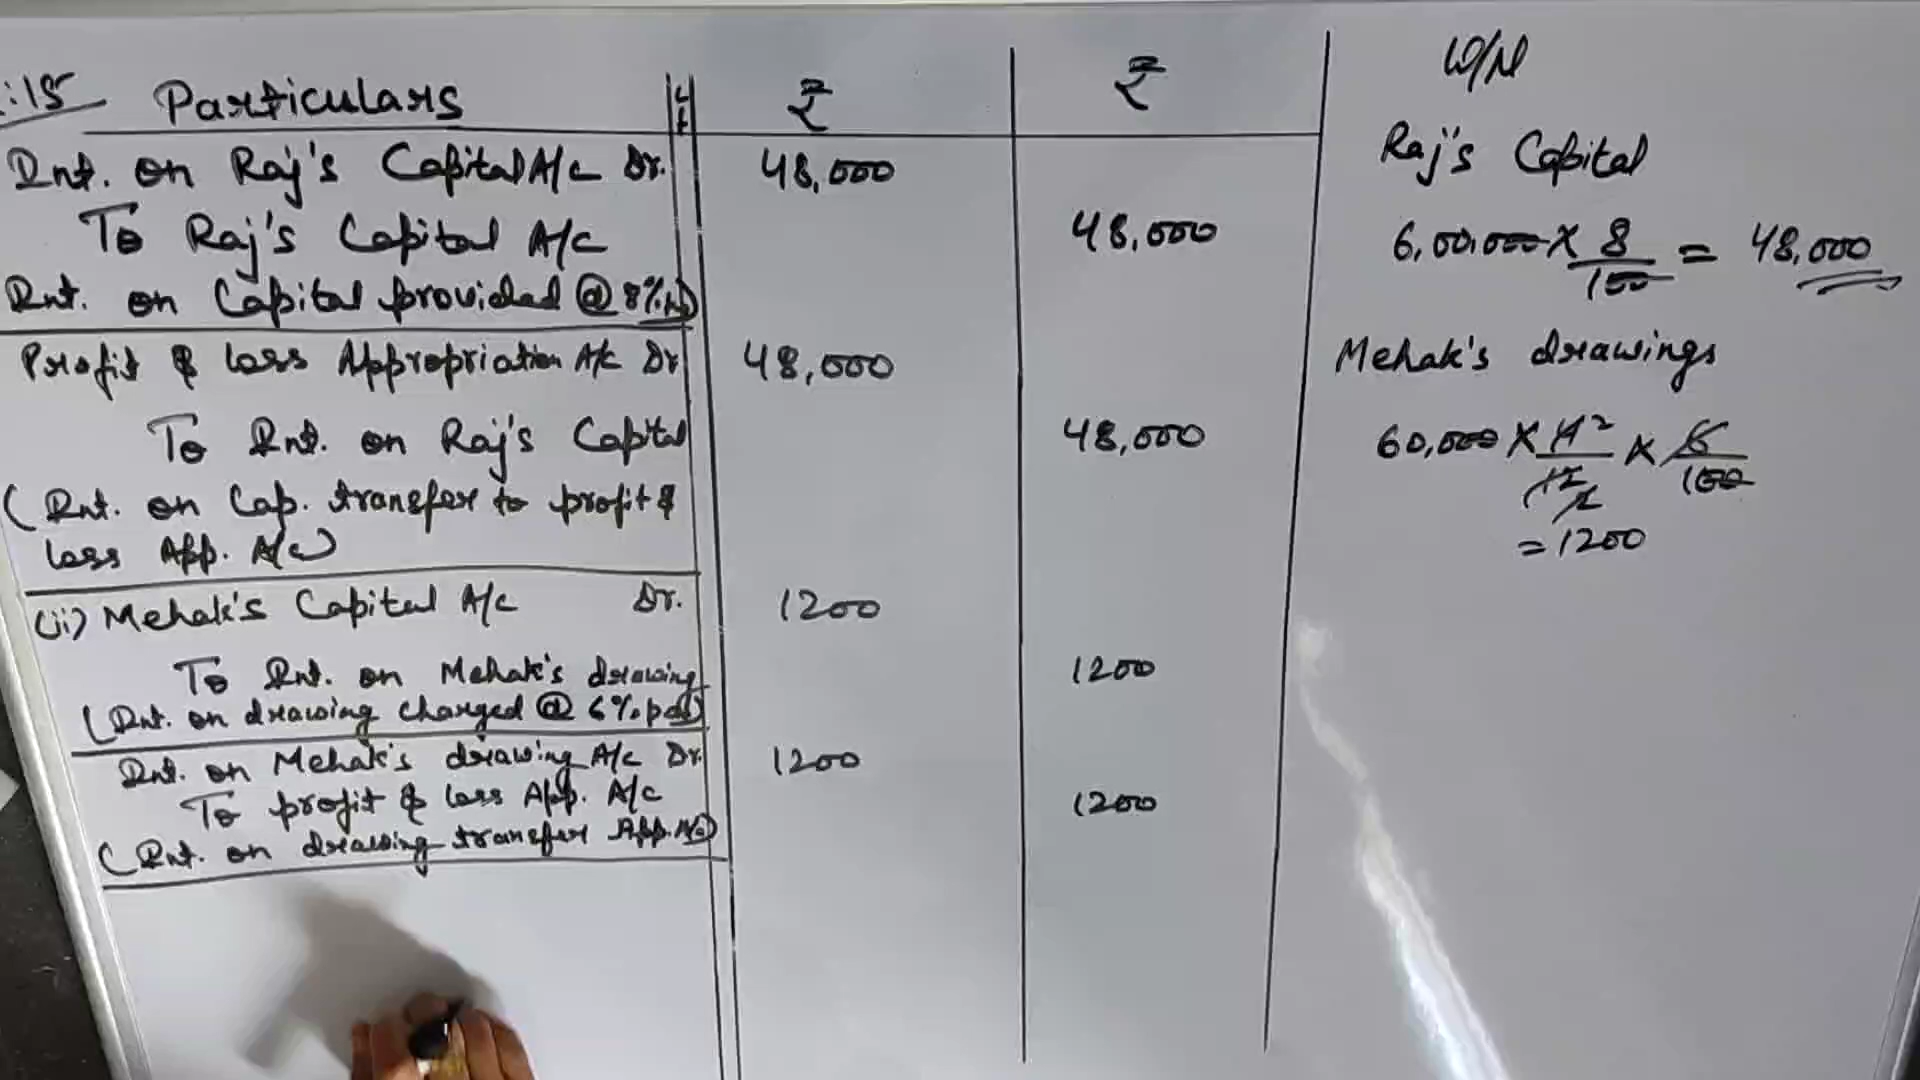 :15 Particulars L.F ₹ ₹ W/N
Int. on Raj's Capital A/c Dr. 48,000
To Raj's Capital A/c 48,000
Int. on Capital provided @ 8%
Profit & loss Appropriation A/c Dr 48,000
To Int. on Raj's Capital 48,000
(Int. on Cap. transfer to profit &
loss App. A/c)
(ii) Mehak's Capital A/c Dr. 1200
To Int. on Mehak's drawing 1200
(Int. on drawing charged @ 6% p.a)
Int. on Mehak's drawing A/c Dr. 1200
To profit & loss App. A/c 1200
(Int. on drawing transfer App. A/c)
Raj's Capital
6,00,000 × 8/100 = 48,000
Mehak's drawings
60,000 × 4/12 × 6/100
= 1200